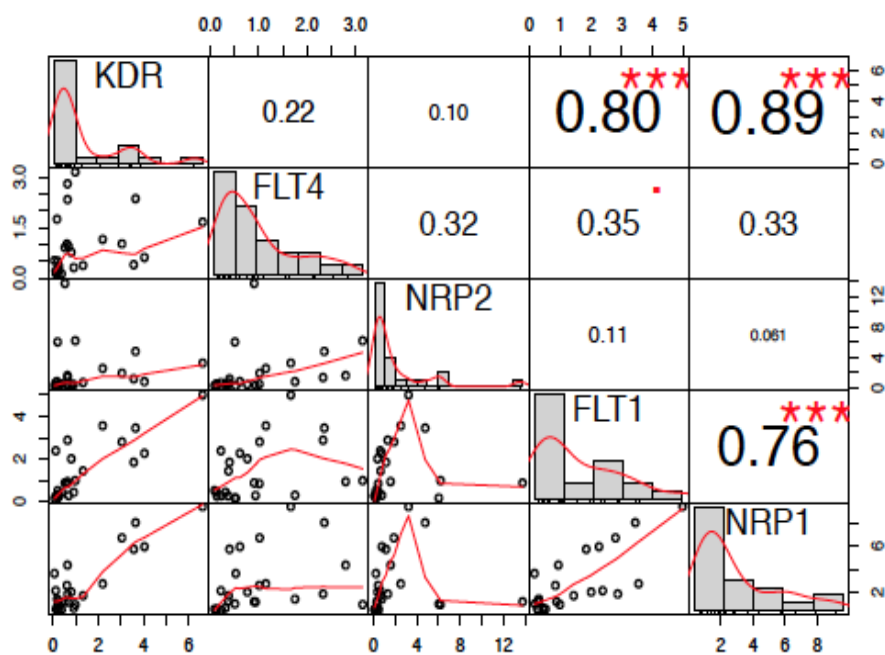 0.0 1.0 2.0 3.0 0 1 2 3 4 5
KDR 0.22 0.10 0.80 *** 0.89 *** 0 2 4 6
0.0 1.5 3.0 FLT4 0.32 0.35 . 0.33
NRP2 0.11 0.061 0 4 8 12
0 2 4 FLT1 0.76 ***
NRP1 2 6
0 2 4 6 0 4 8 12 2 4 6 8